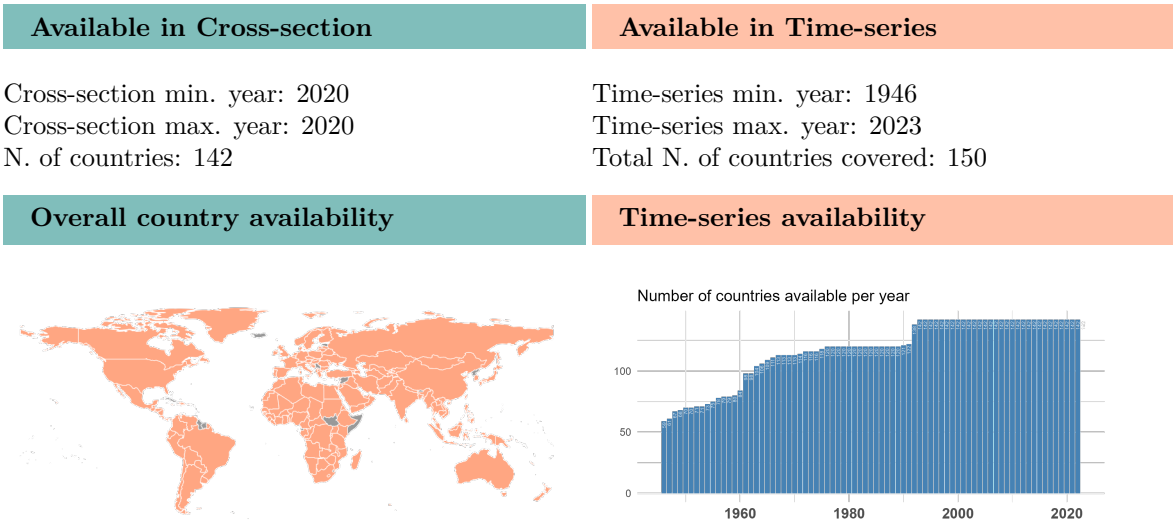 Available in Cross-section
Available in Time-series
Cross-section min. year: 2020
Cross-section max. year: 2020
N. of countries: 142
Time-series min. year: 1946
Time-series max. year: 2023
Total N. of countries covered: 150
Overall country availability
Time-series availability
Number of countries available per year
100
50
0
1960
1980
2000
2020